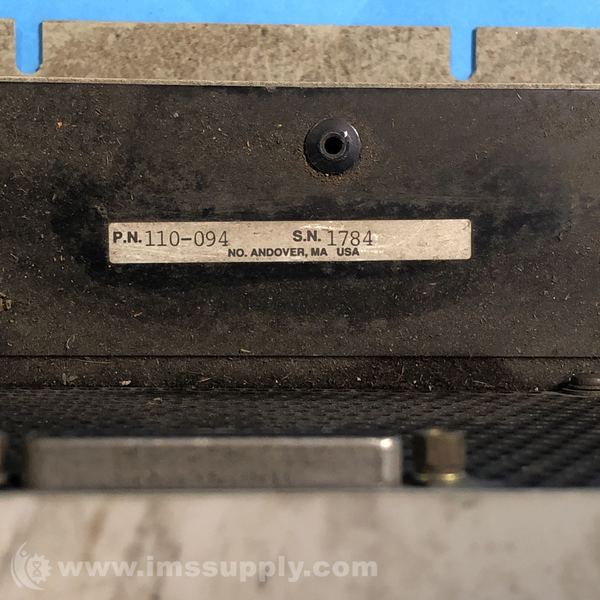 P.N. 110-094 S.N. 1784
NO. ANDOVER, MA USA
www.imssupply.com